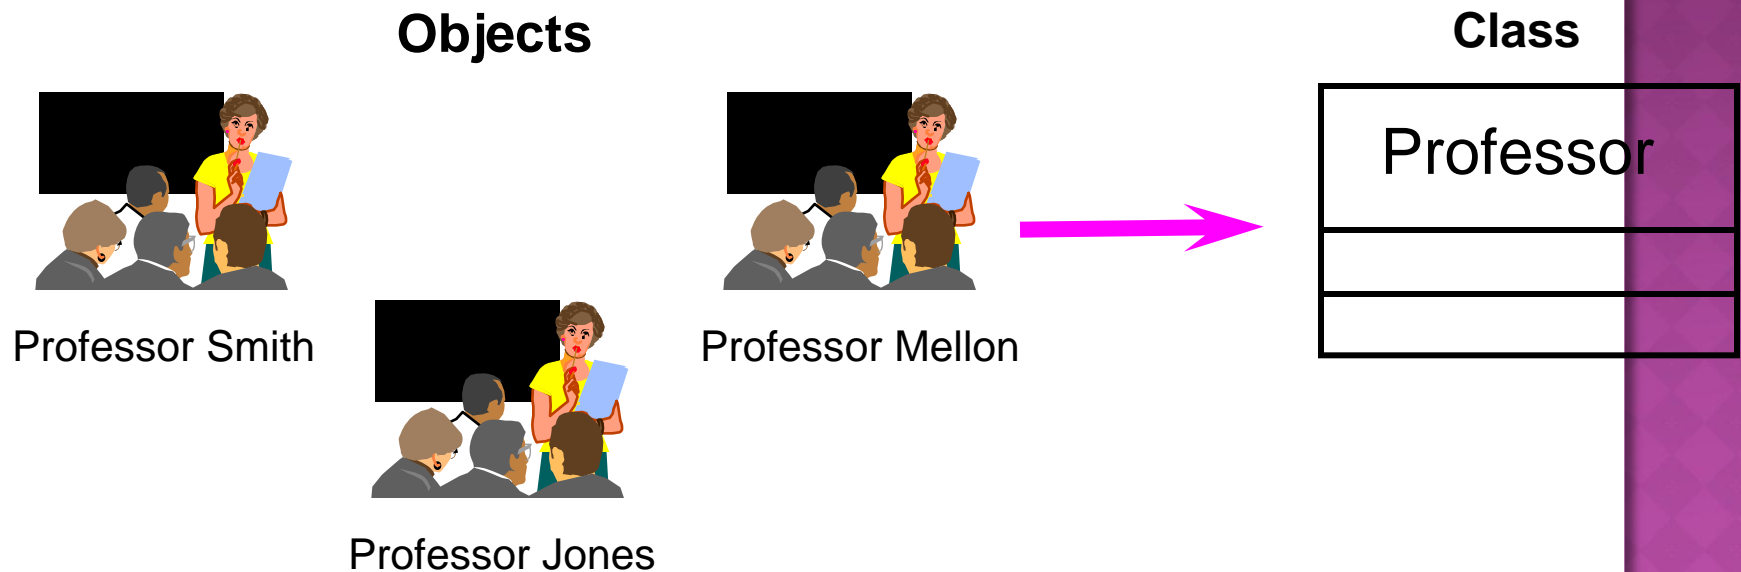 Objects
Class
Professor
Professor Smith
Professor Mellon
Professor Jones